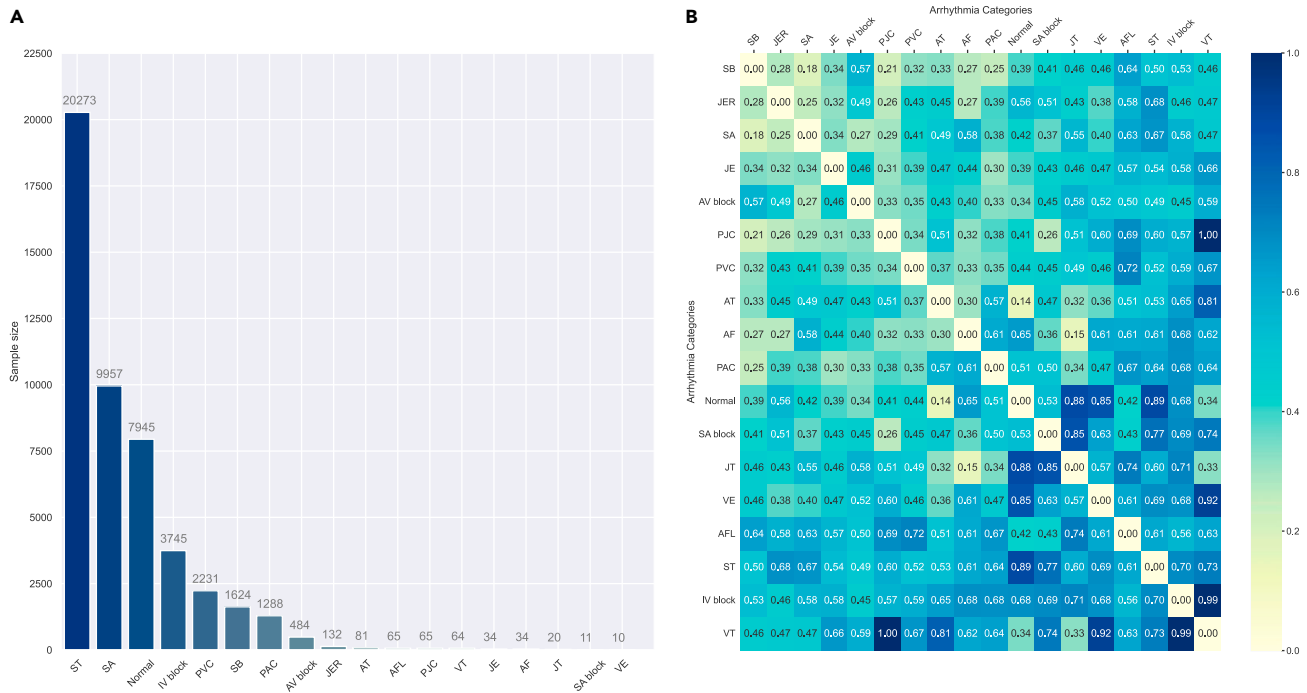 A
22500
20000
17500
15000
12500
10000
7500
5000
2500
0
Sample size
20273
9957
7945
3745
2231
1624
1288
484
132
81
65
65
64
34
34
20
11
10
ST SA Normal IV block PVC SB PAC AV block JER AT AFL PJC VT JE AF JT SA block VE
B
Arrhythmia Categories
SB JER SA JE AV block PJC PVC AT AF PAC Normal SA block JT VE AFL ST IV block VT
Arrhythmia Categories
SB 0.00 0.28 0.18 0.34 0.57 0.21 0.32 0.33 0.27 0.25 0.39 0.41 0.46 0.46 0.64 0.50 0.53 0.46
JER 0.28 0.00 0.25 0.32 0.49 0.26 0.43 0.45 0.27 0.39 0.56 0.51 0.43 0.38 0.58 0.68 0.46 0.47
SA 0.18 0.25 0.00 0.34 0.27 0.29 0.41 0.49 0.58 0.38 0.42 0.37 0.55 0.40 0.63 0.67 0.58 0.47
JE 0.34 0.32 0.34 0.00 0.46 0.31 0.39 0.47 0.44 0.30 0.39 0.43 0.46 0.47 0.57 0.54 0.58 0.66
AV block 0.57 0.49 0.27 0.46 0.00 0.33 0.35 0.43 0.40 0.33 0.34 0.45 0.58 0.52 0.50 0.49 0.45 0.59
PJC 0.21 0.26 0.29 0.31 0.33 0.00 0.34 0.51 0.32 0.38 0.41 0.26 0.51 0.60 0.69 0.60 0.57 1.00
PVC 0.32 0.43 0.41 0.39 0.35 0.34 0.00 0.37 0.33 0.35 0.44 0.45 0.49 0.46 0.72 0.52 0.59 0.67
AT 0.33 0.45 0.49 0.47 0.43 0.51 0.37 0.00 0.30 0.57 0.14 0.47 0.32 0.36 0.51 0.53 0.65 0.81
AF 0.27 0.27 0.58 0.44 0.40 0.32 0.33 0.30 0.00 0.61 0.65 0.36 0.15 0.61 0.61 0.61 0.68 0.62
PAC 0.25 0.39 0.38 0.30 0.33 0.38 0.35 0.57 0.61 0.00 0.51 0.50 0.34 0.47 0.67 0.64 0.68 0.64
Normal 0.39 0.56 0.42 0.39 0.34 0.41 0.44 0.14 0.65 0.51 0.00 0.53 0.88 0.85 0.42 0.89 0.68 0.34
SA block 0.41 0.51 0.37 0.43 0.45 0.26 0.45 0.47 0.36 0.50 0.53 0.00 0.85 0.63 0.43 0.77 0.69 0.74
JT 0.46 0.43 0.55 0.46 0.58 0.51 0.49 0.32 0.15 0.34 0.88 0.85 0.00 0.57 0.74 0.60 0.71 0.33
VE 0.46 0.38 0.40 0.47 0.52 0.60 0.46 0.36 0.61 0.47 0.85 0.63 0.57 0.00 0.61 0.69 0.68 0.92
AFL 0.64 0.58 0.63 0.57 0.50 0.69 0.72 0.51 0.61 0.67 0.42 0.43 0.74 0.61 0.00 0.61 0.56 0.63
ST 0.50 0.68 0.67 0.54 0.49 0.60 0.52 0.53 0.61 0.64 0.89 0.77 0.60 0.69 0.61 0.00 0.70 0.73
IV block 0.53 0.46 0.58 0.58 0.45 0.57 0.59 0.65 0.68 0.68 0.68 0.69 0.71 0.68 0.56 0.70 0.00 0.99
VT 0.46 0.47 0.47 0.66 0.59 1.00 0.67 0.81 0.62 0.64 0.34 0.74 0.33 0.92 0.63 0.73 0.99 0.00
1.0
0.8
0.6
0.4
0.2
0.0